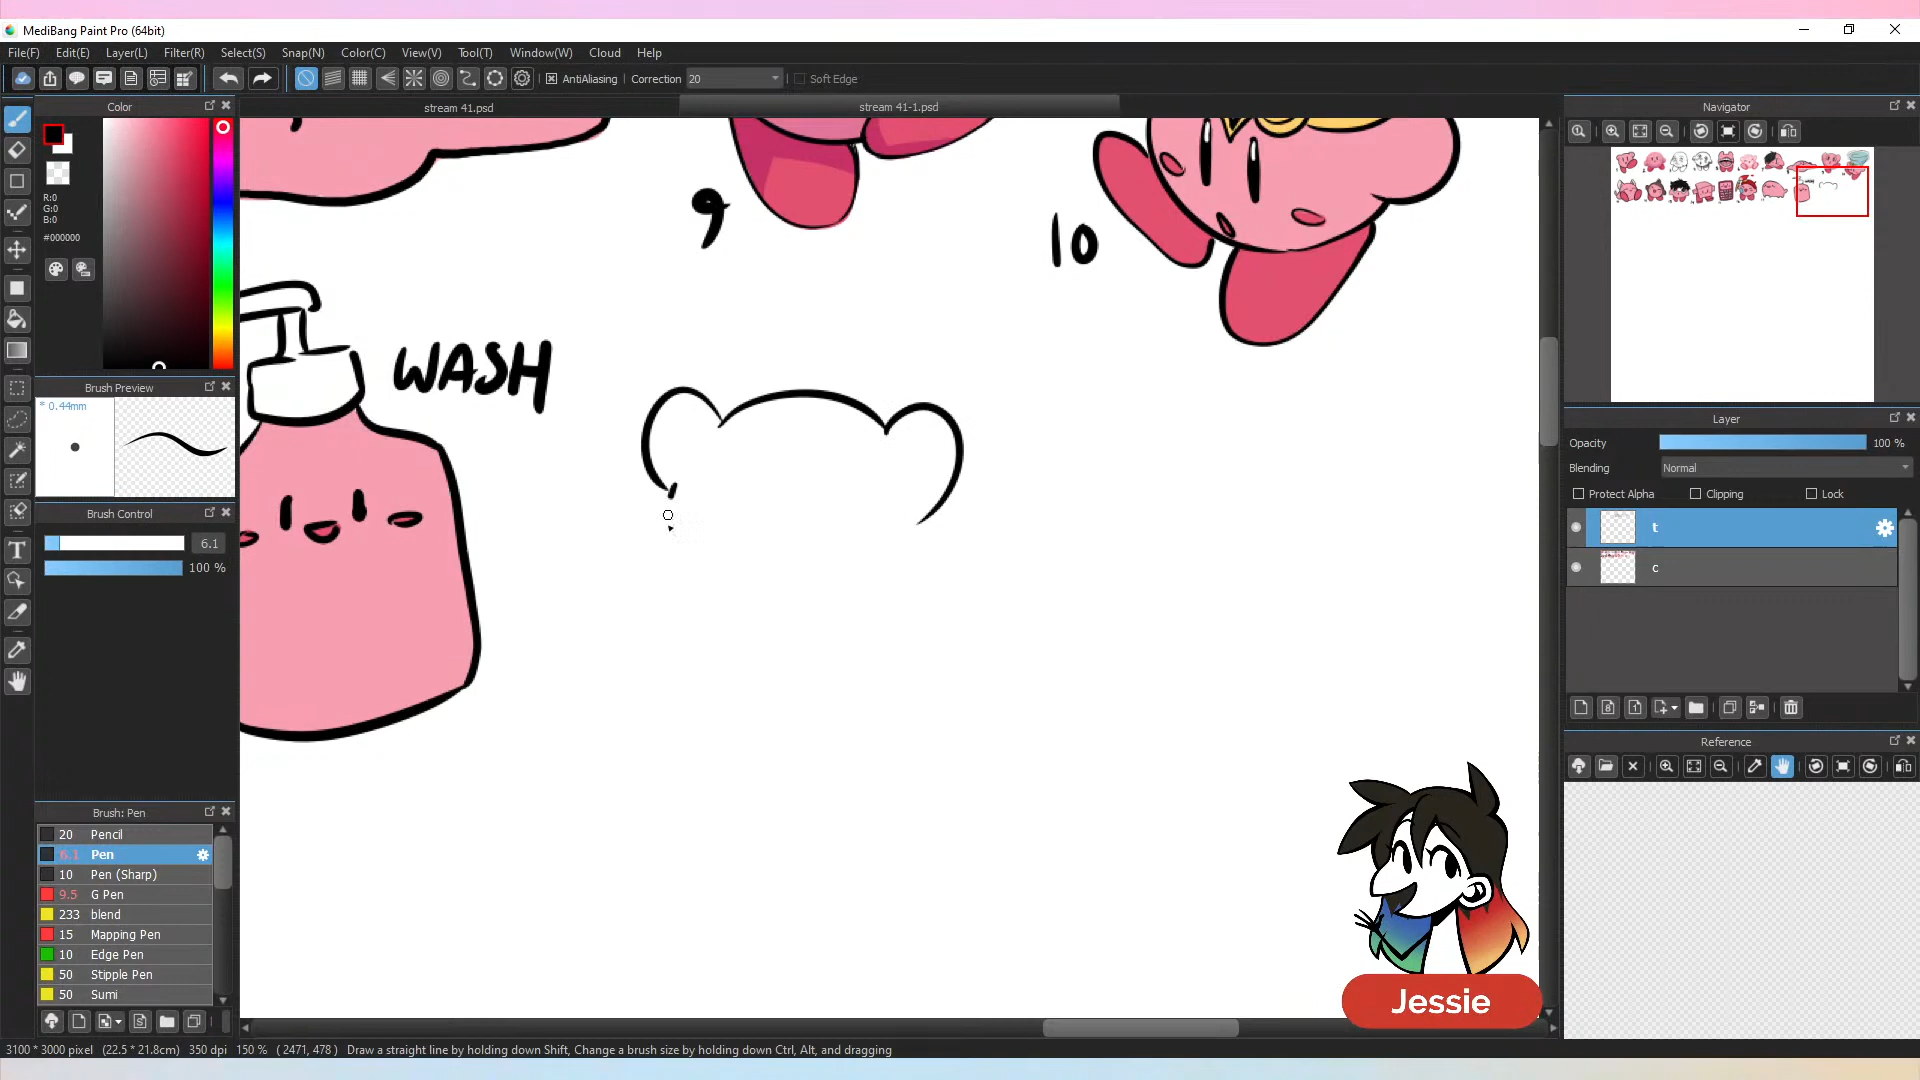 MediBang Paint Pro (64bit)
File(F) Edit(E) Layer(L) Filter(R) Select(S) Snap(N) Color(C) View(V) Tool(T) Window(W) Cloud Help
AntiAliasing Correction 20 Soft Edge
Color
stream 41.psd
stream 41-1.psd
Navigator
R:0
G:0
B:0
#000000
Brush Preview
* 0.44mm
Brush Control
6.1
100 %
9
10
WASH
Layer
Opacity 100 %
Blending Normal
Protect Alpha Clipping Lock
t
c
Reference
Brush: Pen
20 Pencil
6.1 Pen
10 Pen (Sharp)
9.5 G Pen
233 blend
15 Mapping Pen
10 Edge Pen
50 Stipple Pen
50 Sumi
Jessie
3100 * 3000 pixel (22.5 * 21.8cm) 350 dpi 150 % ( 2471, 478 ) Draw a straight line by holding down Shift, Change a brush size by holding down Ctrl, Alt, and dragging